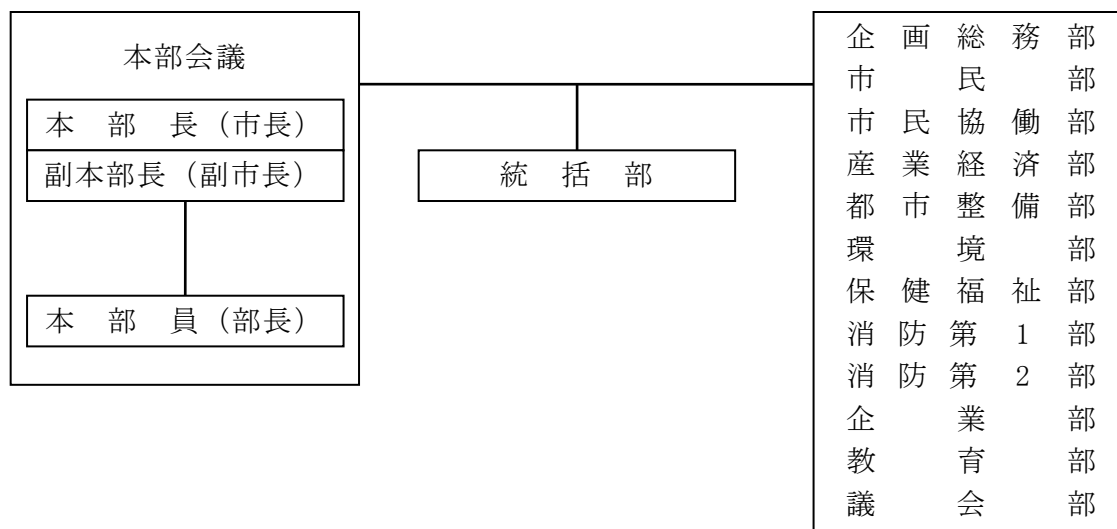 本部会議
本部長（市長）
副本部長（副市長）
本部員（部長）
統括部
企画総務部
市民部
市民協働部
産業経済部
都市整備部
環境部
保健福祉部
消防第1部
消防第2部
企業部
教育部
議会部